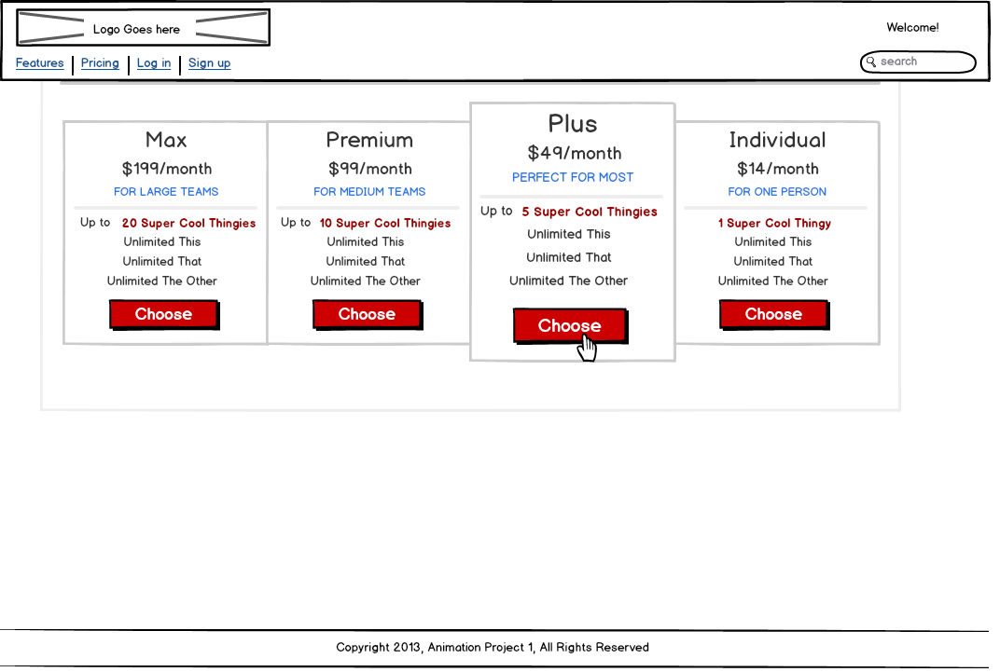 Logo Goes here
Welcome!
Features
Pricing
Log in
Sign up
search
Max
$199/month
FOR LARGE TEAMS
Up to 20 Super Cool Thingies
Unlimited This
Unlimited That
Unlimited The Other
Choose
Premium
$99/month
FOR MEDIUM TEAMS
Up to 10 Super Cool Thingies
Unlimited This
Unlimited That
Unlimited The Other
Choose
Plus
$49/month
PERFECT FOR MOST
Up to 5 Super Cool Thingies
Unlimited This
Unlimited That
Unlimited The Other
Choose
Individual
$14/month
FOR ONE PERSON
1 Super Cool Thingy
Unlimited This
Unlimited That
Unlimited The Other
Choose
Copyright 2013, Animation Project 1, All Rights Reserved